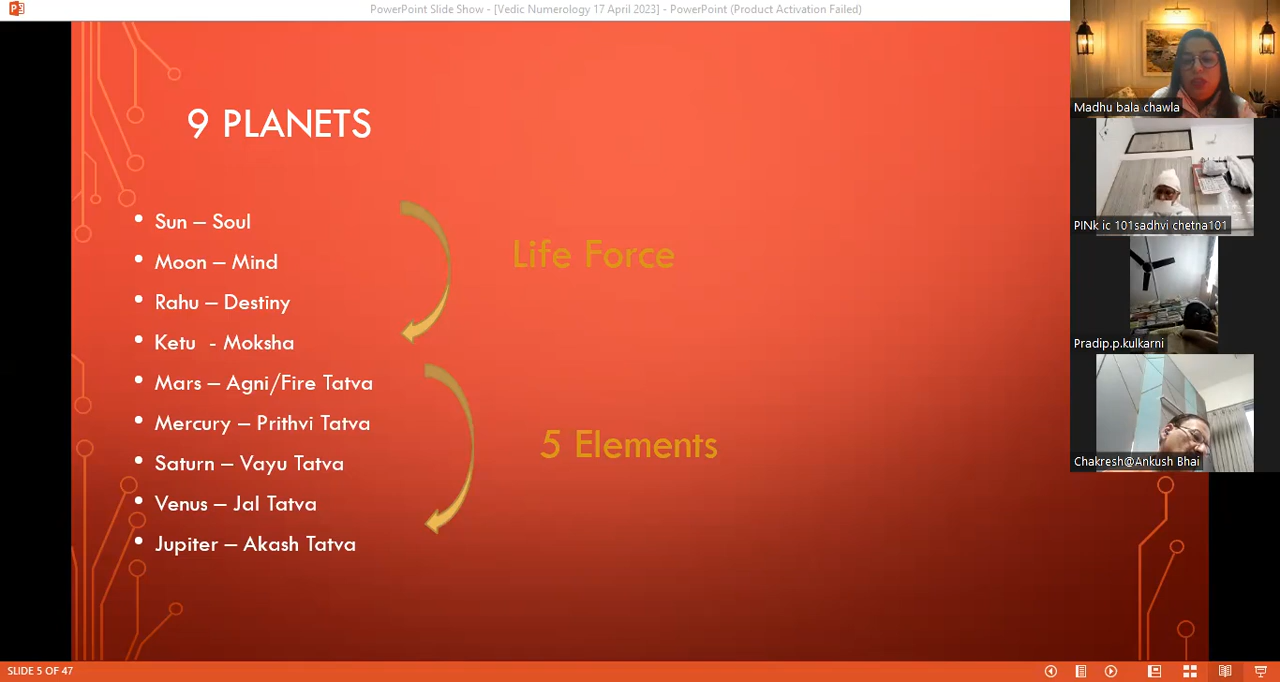 PowerPoint Slide Show - [Vedic Numerology 17 April 2023] - PowerPoint (Product Activation Failed)
9 PLANETS
• Sun – Soul
• Moon – Mind
• Rahu – Destiny
• Ketu - Moksha
• Mars – Agni/Fire Tatva
• Mercury – Prithvi Tatva
• Saturn – Vayu Tatva
• Venus – Jal Tatva
• Jupiter – Akash Tatva
Life Force
5 Elements
Madhu bala chawla
PINk ic 101sadhvi chetna101
Pradip.p.kulkarni
Chakresh@Ankush Bhai
SLIDE 5 OF 47